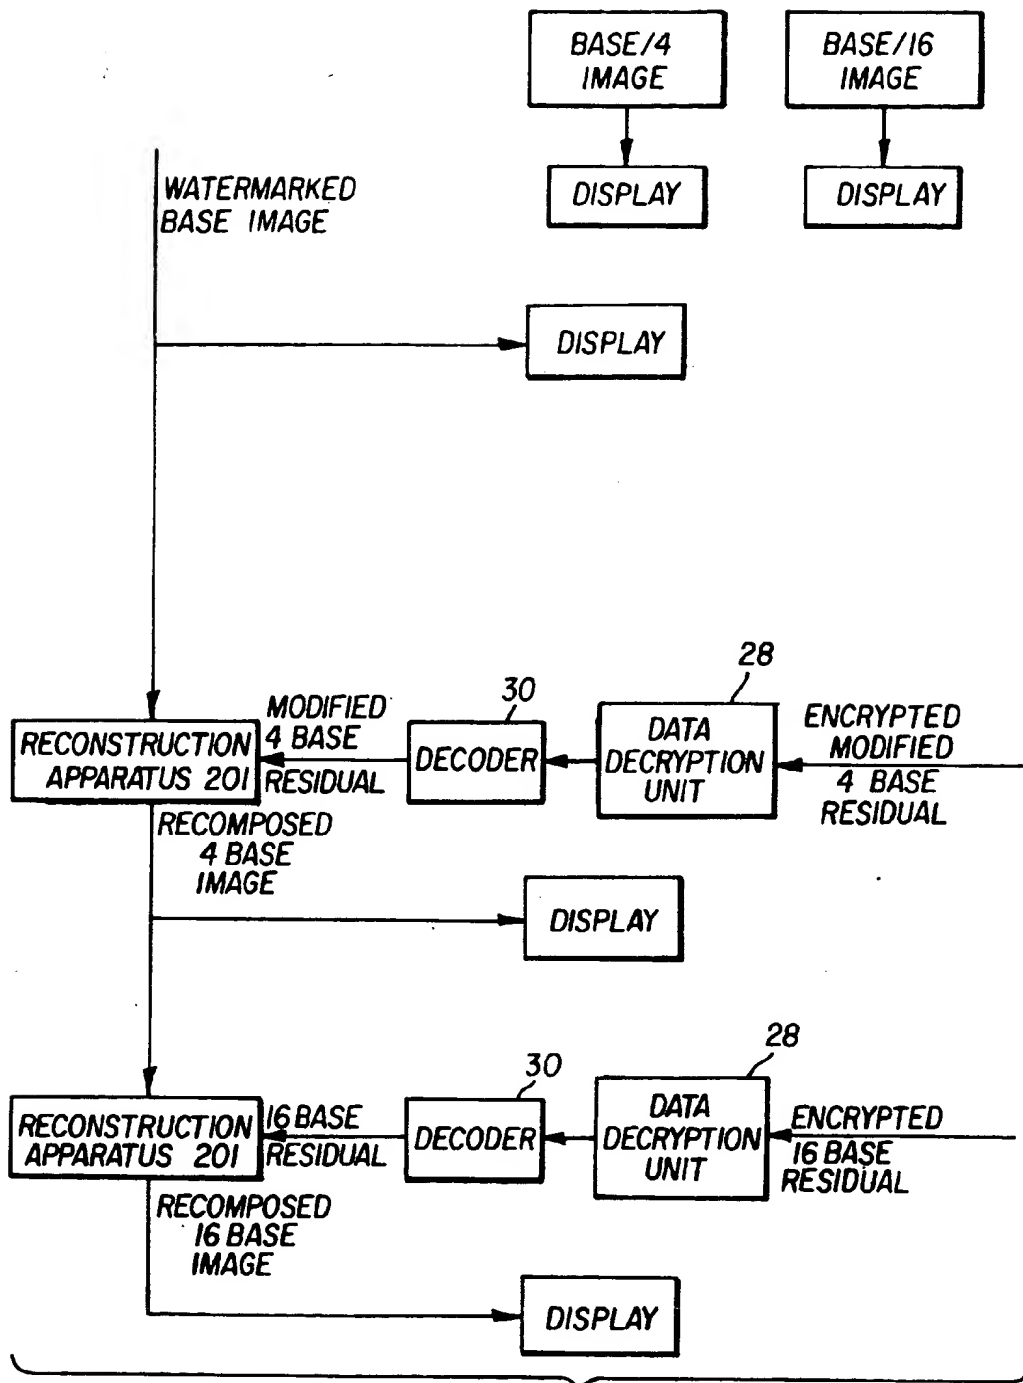 BASE/4
IMAGE
BASE/16
IMAGE
DISPLAY
DISPLAY
WATERMARKED
BASE IMAGE
DISPLAY
28
30
MODIFIED
4 BASE
RESIDUAL
RECONSTRUCTION
APPARATUS 201
DECODER
DATA
DECRYPTION
UNIT
ENCRYPTED
MODIFIED
4 BASE
RESIDUAL
RECOMPOSED
4 BASE
IMAGE
DISPLAY
28
30
RECONSTRUCTION
APPARATUS 201
16 BASE
RESIDUAL
DECODER
DATA
DECRYPTION
UNIT
ENCRYPTED
16 BASE
RESIDUAL
RECOMPOSED
16 BASE
IMAGE
DISPLAY